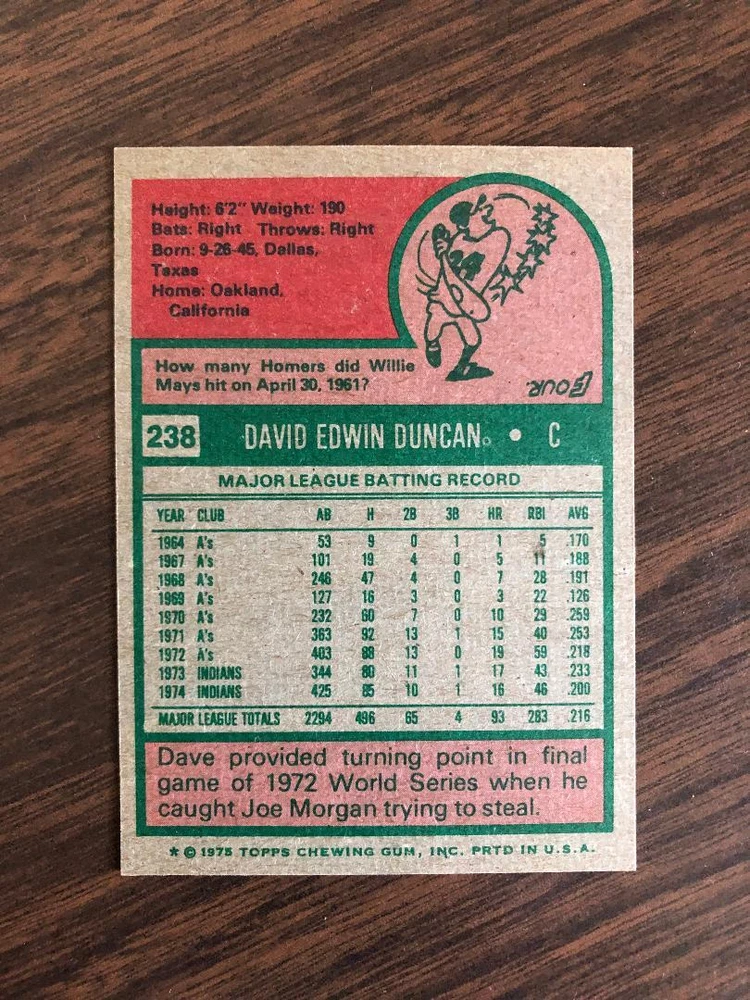 Height: 6'2" Weight: 190
Bats: Right Throws: Right
Born: 9-26-45, Dallas,
Texas
Home: Oakland,
California
24
How many Homers did Willie
Mays hit on April 30, 1961?
FOUR.
238 DAVID EDWIN DUNCAN • C
MAJOR LEAGUE BATTING RECORD
YEAR CLUB AB H 2B 3B HR RBI AVG
1964 A's 53 9 0 1 1 5 .170
1967 A's 101 19 4 0 5 11 .188
1968 A's 246 47 4 0 7 28 .191
1969 A's 127 16 3 0 3 22 .126
1970 A's 232 60 7 0 10 29 .259
1971 A's 363 92 13 1 15 40 .253
1972 A's 403 88 13 0 19 59 .218
1973 INDIANS 344 80 11 1 17 43 .233
1974 INDIANS 425 85 10 1 16 46 .200
MAJOR LEAGUE TOTALS 2294 496 65 4 93 283 .216
Dave provided turning point in final
game of 1972 World Series when he
caught Joe Morgan trying to steal.
* © 1975 TOPPS CHEWING GUM, INC. PRTD IN U.S.A.